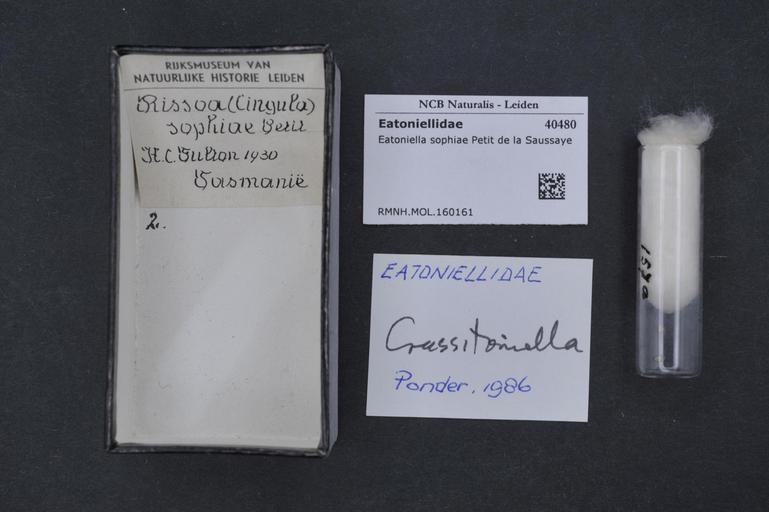 RIJKSMUSEUM VAN
NATUURLIJKE HISTORIE LEIDEN
Rissoa (Cingula)
sophiae Petit
H.C. Fulton 1930
Tasmanië
2.
NCB Naturalis - Leiden
Eatoniellidae 40480
Eatoniella sophiae Petit de la Saussaye
RMNH.MOL.160161
EATONIELLIDAE
Crassitoniella
Ponder, 1986